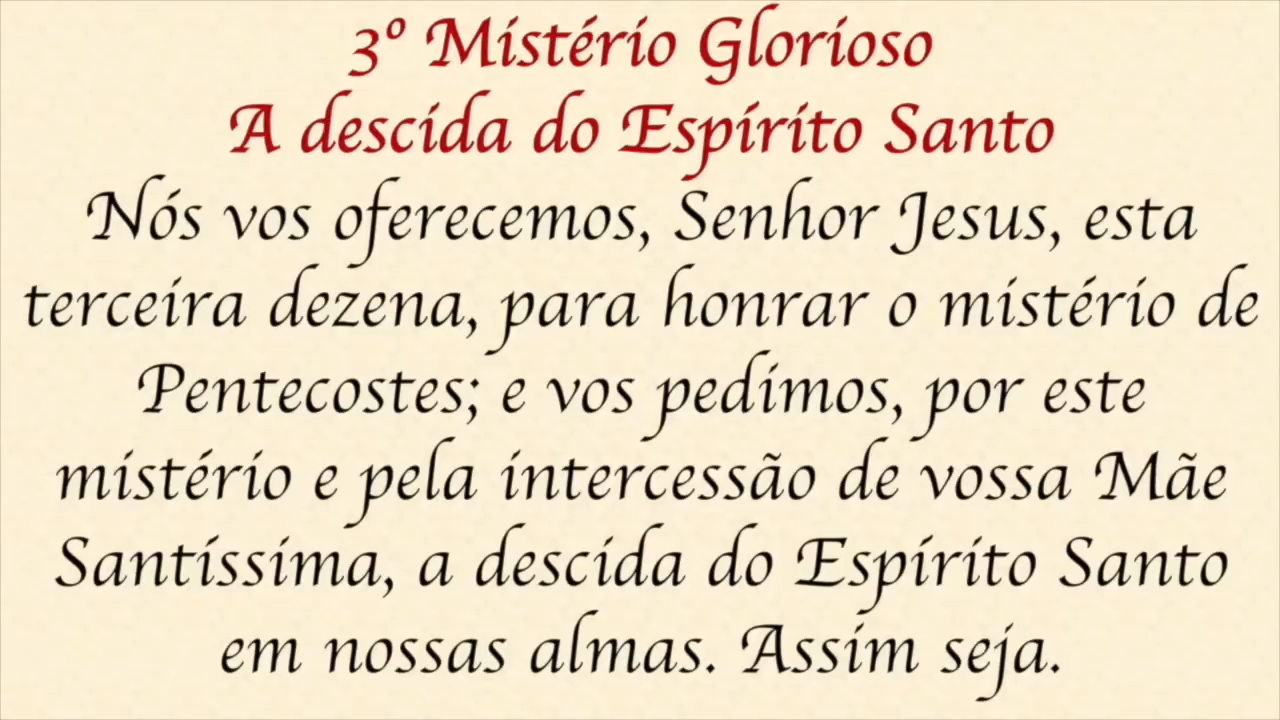 3º Mistério Glorioso
A descida do Espírito Santo
Nós vos oferecemos, Senhor Jesus, esta
terceira dezena, para honrar o mistério de
Pentecostes; e vos pedimos, por este
mistério e pela intercessão de vossa Mãe
Santíssima, a descida do Espírito Santo
em nossas almas. Assim seja.